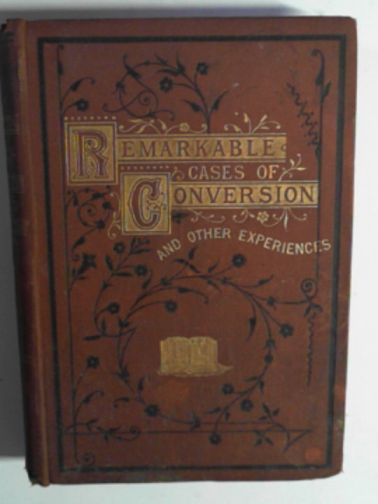 REMARKABLE
CASES OF
CONVERSION
AND OTHER EXPERIENCES